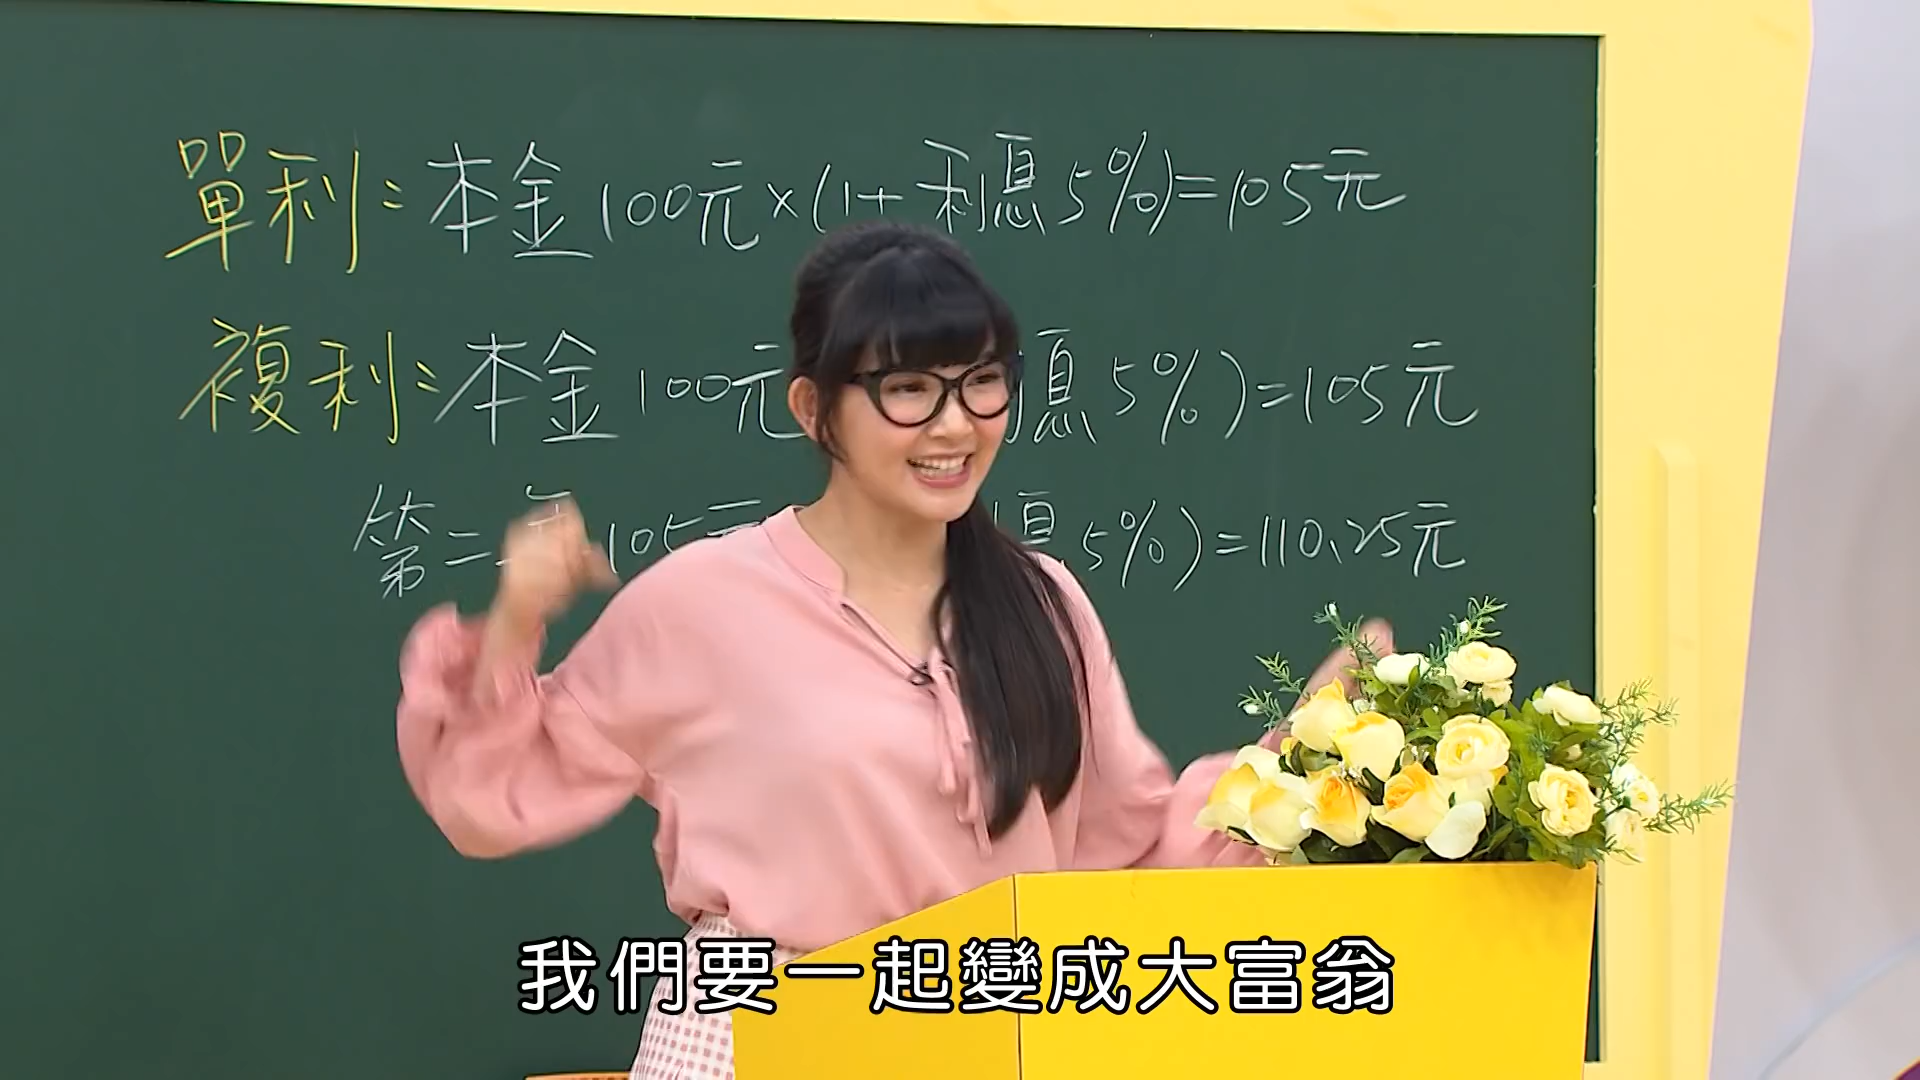 單利:本金100元×(1+利息5%)=105元
複利:本金100元 息5%)=105元
第二年105元 息5%)=110.25元
我們要一起變成大富翁